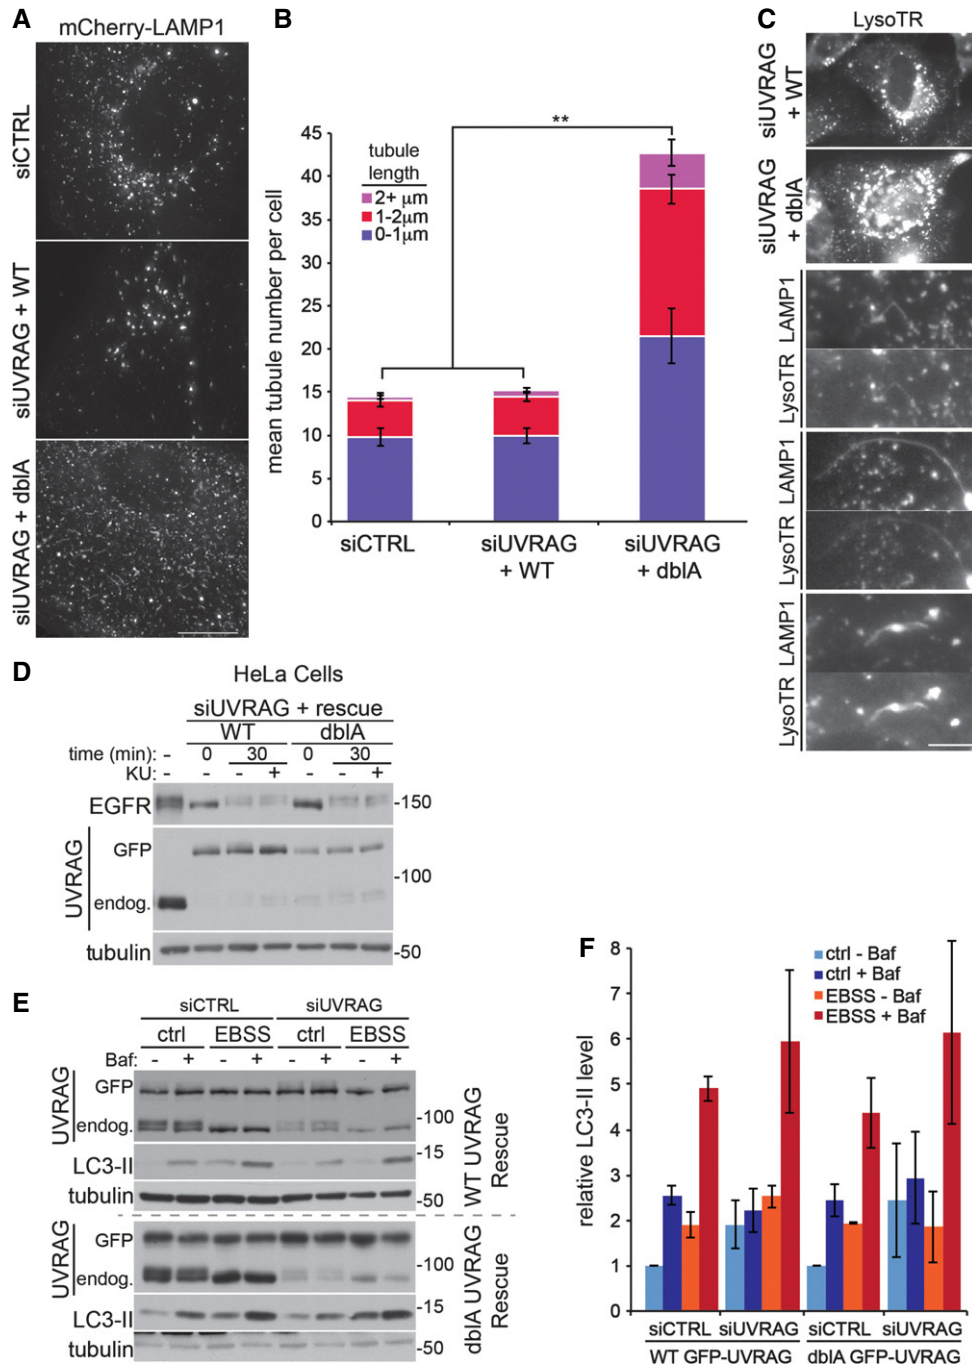 A
mCherry-LAMP1
siCTRL
siUVRAG + WT
siUVRAG + dblA
B
mean tubule number per cell
45
40
35
30
25
20
15
10
5
0
tubule
length
2+ μm
1-2μm
0-1μm
**
siCTRL
siUVRAG
+ WT
siUVRAG
+ dblA
C
LysoTR
siUVRAG
+ WT
siUVRAG
+ dblA
LAMP1
LysoTR
LAMP1
LysoTR
LAMP1
LysoTR
D
HeLa Cells
siUVRAG + rescue
WT dblA
time (min): - 0 30 0 30
KU: - - - + - - +
EGFR -150
UVRAG
GFP
-100
endog.
tubulin -50
E
siCTRL siUVRAG
ctrl EBSS ctrl EBSS
Baf: - + - + - + - +
UVRAG
GFP
endog. -100
LC3-II -15
tubulin -50
WT UVRAG
Rescue
UVRAG
GFP
endog. -100
LC3-II -15
tubulin -50
dblA UVRAG
Rescue
F
relative LC3-II level
8
7
6
5
4
3
2
1
0
ctrl - Baf
ctrl + Baf
EBSS - Baf
EBSS + Baf
siCTRL siUVRAG siCTRL siUVRAG
WT GFP-UVRAG dblA GFP-UVRAG